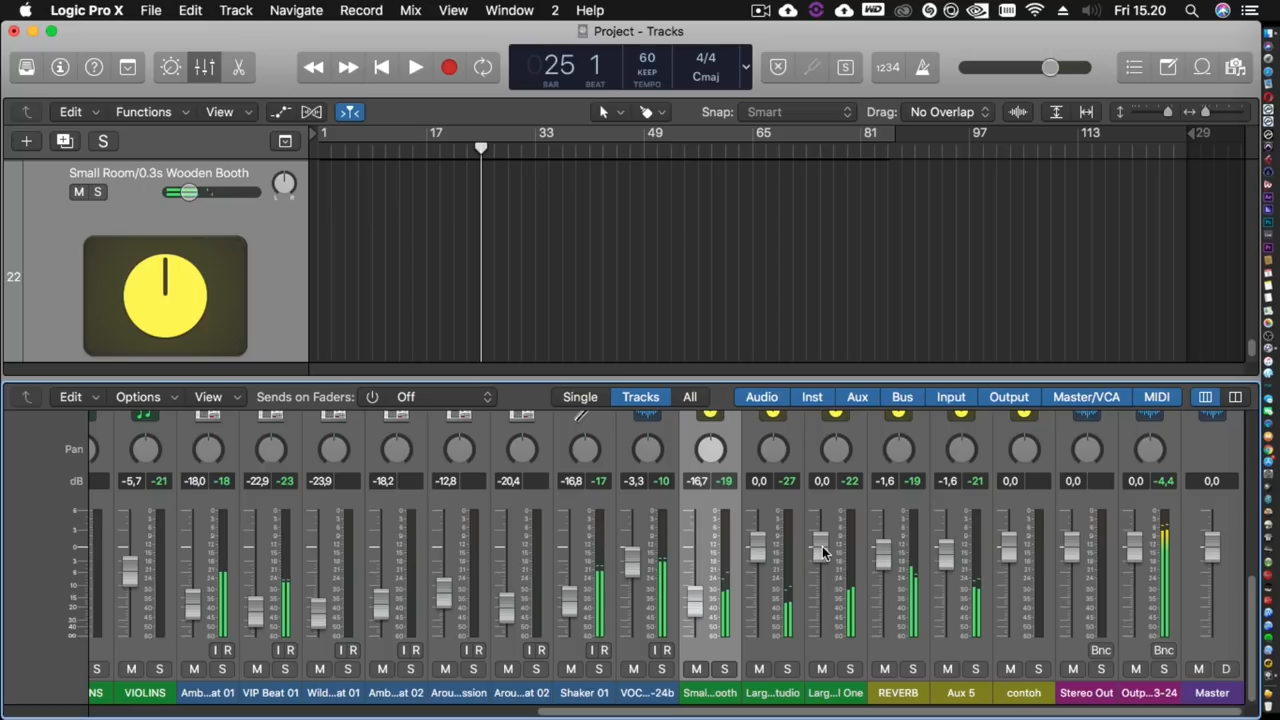 Logic Pro X File Edit Track Navigate Record Mix View Window 2 Help Fri 15.20
Project - Tracks
25 1 60 4/4
KEEP
BAR BEAT TEMPO Cmaj
S 1234
Edit Functions View Snap: Smart Drag: No Overlap
S 1 17 33 49 65 81 97 113 29
Small Room/0.3s Wooden Booth
M S
L R
22
Edit Options View Sends on Faders: Off Single Tracks All Audio Inst Aux Bus Input Output Master/VCA MIDI
Pan
dB -5,7 -21 -18,0 -18 -22,9 -23 -23,9 -18,2 -12,8 -20,4 -16,8 -17 -3,3 -10 -16,7 -19 0,0 -27 0,0 -22 -1,6 -19 -1,6 -21 0,0 0,0 0,0 -4,4 0,0
I R I R I R I R Bnc Bnc
S M S M S M S M S M S M S M S M S M S M S M S M S M S M S M S M S M S M D
NS VIOLINS Amb...at 01 VIP Beat 01 Wild...at 01 Amb...at 02 Arou...ssion Arou...at 02 Shaker 01 VOC...-24b Smal...ooth Larg...tudio Larg...l One REVERB Aux 5 contoh Stereo Out Outp...3-24 Master